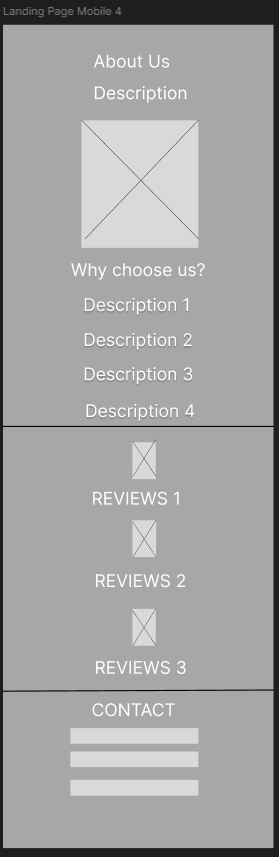 Landing Page Mobile 4
About Us
Description
Why choose us?
Description 1
Description 2
Description 3
Description 4
REVIEWS 1
REVIEWS 2
REVIEWS 3
CONTACT